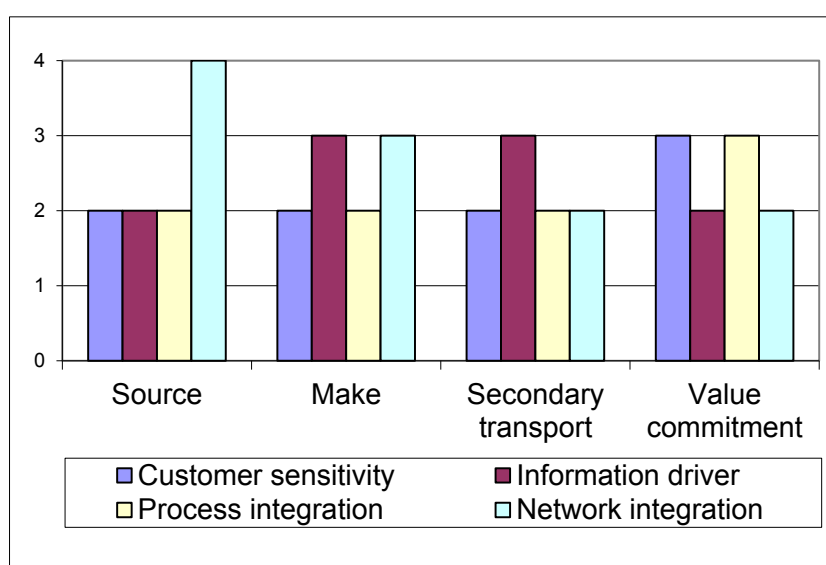 4
3
2
1
0
Source Make Secondary transport Value commitment
Customer sensitivity Information driver
Process integration Network integration